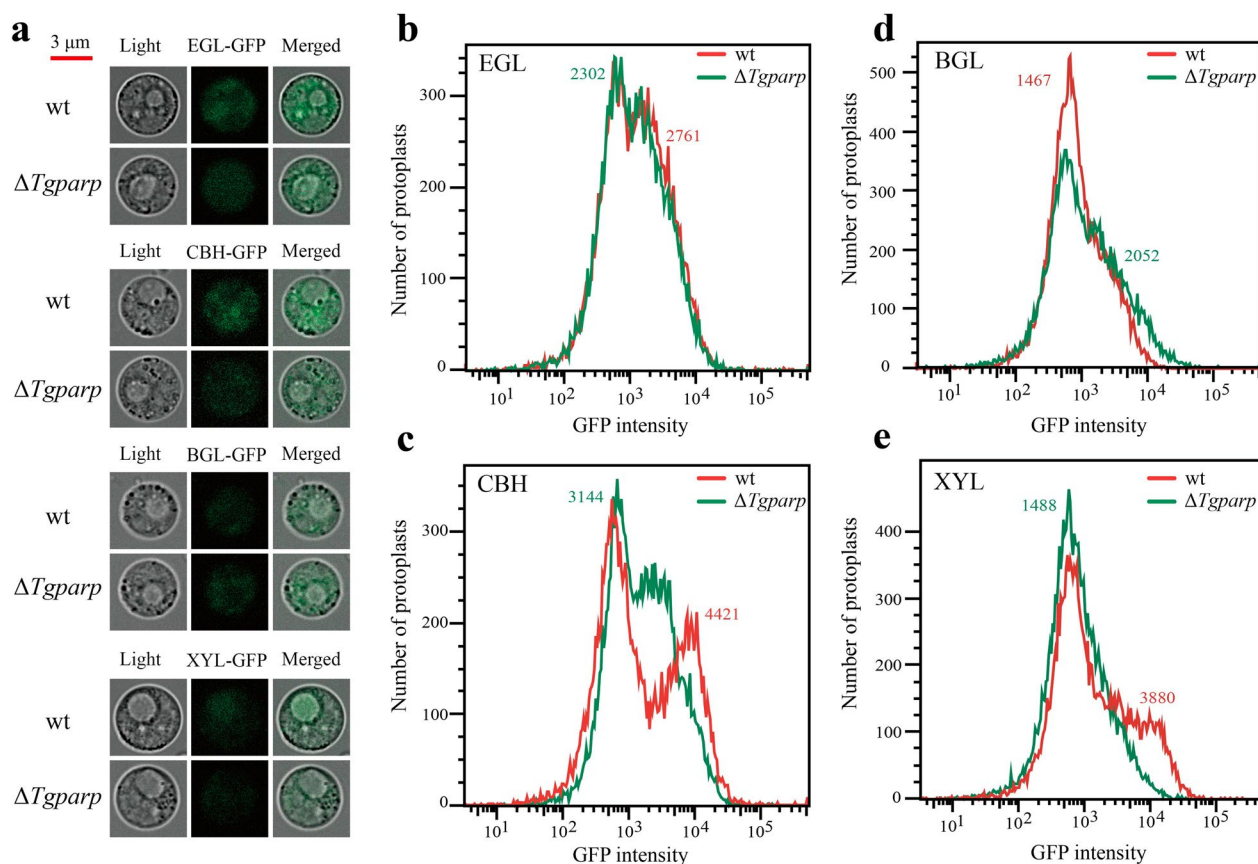 a
3 μm
Light EGL-GFP Merged
wt
ΔTgparp
Light CBH-GFP Merged
wt
ΔTgparp
Light BGL-GFP Merged
wt
ΔTgparp
Light XYL-GFP Merged
wt
ΔTgparp
b
EGL
wt
ΔTgparp
2302
2761
Number of protoplasts
300
200
100
0
10¹ 10² 10³ 10⁴ 10⁵
GFP intensity
c
CBH
wt
ΔTgparp
3144
4421
Number of protoplasts
300
200
100
0
10¹ 10² 10³ 10⁴ 10⁵
GFP intensity
d
BGL
wt
ΔTgparp
1467
2052
Number of protoplasts
500
400
300
200
100
0
10¹ 10² 10³ 10⁴ 10⁵
GFP intensity
e
XYL
wt
ΔTgparp
1488
3880
Number of protoplasts
400
300
200
100
0
10¹ 10² 10³ 10⁴ 10⁵
GFP intensity